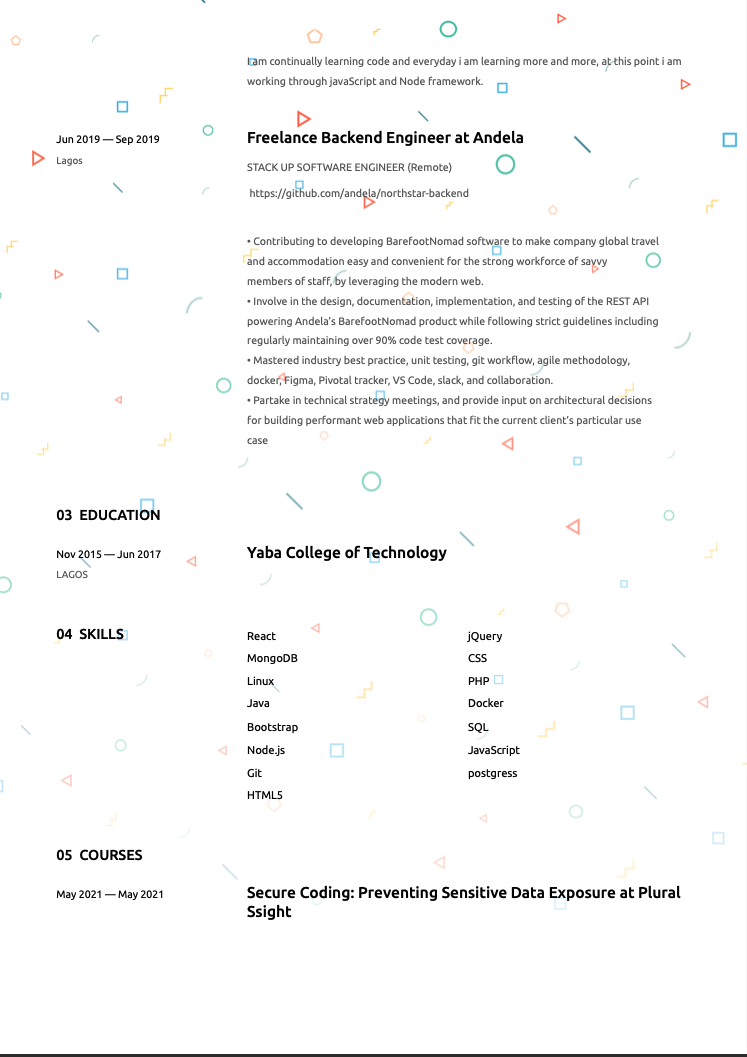 I am continually learning code and everyday i am learning more and more, at this point i am
working through javaScript and Node framework.
Jun 2019 — Sep 2019
Lagos
Freelance Backend Engineer at Andela
STACK UP SOFTWARE ENGINEER (Remote)
https://github.com/andela/northstar-backend
• Contributing to developing BarefootNomad software to make company global travel
and accommodation easy and convenient for the strong workforce of savvy
members of staff, by leveraging the modern web.
• Involve in the design, documentation, implementation, and testing of the REST API
powering Andela's BarefootNomad product while following strict guidelines including
regularly maintaining over 90% code test coverage.
• Mastered industry best practice, unit testing, git workflow, agile methodology,
docker, Figma, Pivotal tracker, VS Code, slack, and collaboration.
• Partake in technical strategy meetings, and provide input on architectural decisions
for building performant web applications that fit the current client's particular use
case
03 EDUCATION
Nov 2015 — Jun 2017
LAGOS
Yaba College of Technology
04 SKILLS
React
MongoDB
Linux
Java
Bootstrap
Node.js
Git
HTML5
jQuery
CSS
PHP
Docker
SQL
JavaScript
postgress
05 COURSES
May 2021 — May 2021
Secure Coding: Preventing Sensitive Data Exposure at Plural
Ssight